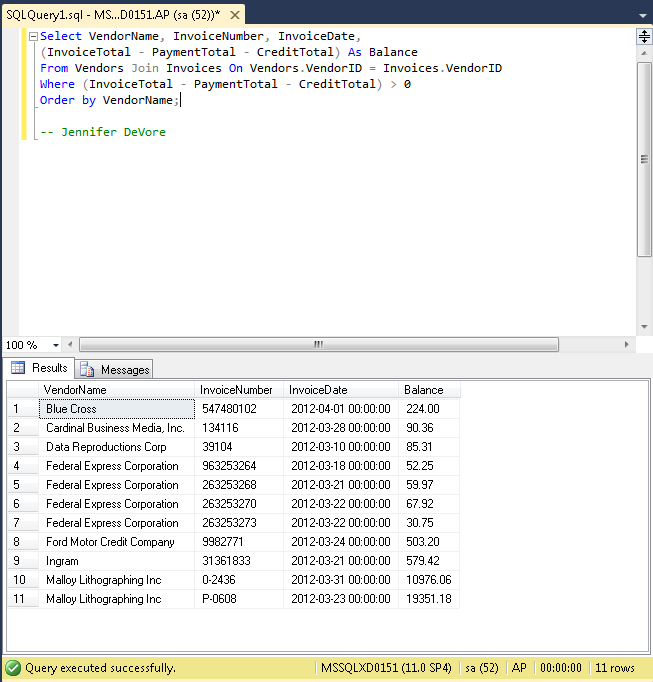 SQLQuery1.sql - MS...D0151.AP (sa (52))* ✕
Select VendorName, InvoiceNumber, InvoiceDate,
(InvoiceTotal - PaymentTotal - CreditTotal) As Balance
From Vendors Join Invoices On Vendors.VendorID = Invoices.VendorID
Where (InvoiceTotal - PaymentTotal - CreditTotal) > 0
Order by VendorName;
-- Jennifer DeVore
100 %
Results Messages
VendorName InvoiceNumber InvoiceDate Balance
1 Blue Cross 547480102 2012-04-01 00:00:00 224.00
2 Cardinal Business Media, Inc. 134116 2012-03-28 00:00:00 90.36
3 Data Reproductions Corp 39104 2012-03-10 00:00:00 85.31
4 Federal Express Corporation 963253264 2012-03-18 00:00:00 52.25
5 Federal Express Corporation 263253268 2012-03-21 00:00:00 59.97
6 Federal Express Corporation 263253270 2012-03-22 00:00:00 67.92
7 Federal Express Corporation 263253273 2012-03-22 00:00:00 30.75
8 Ford Motor Credit Company 9982771 2012-03-24 00:00:00 503.20
9 Ingram 31361833 2012-03-21 00:00:00 579.42
10 Malloy Lithographing Inc 0-2436 2012-03-31 00:00:00 10976.06
11 Malloy Lithographing Inc P-0608 2012-03-23 00:00:00 19351.18
Query executed successfully. MSSQLXD0151 (11.0 SP4) sa (52) AP 00:00:00 11 rows